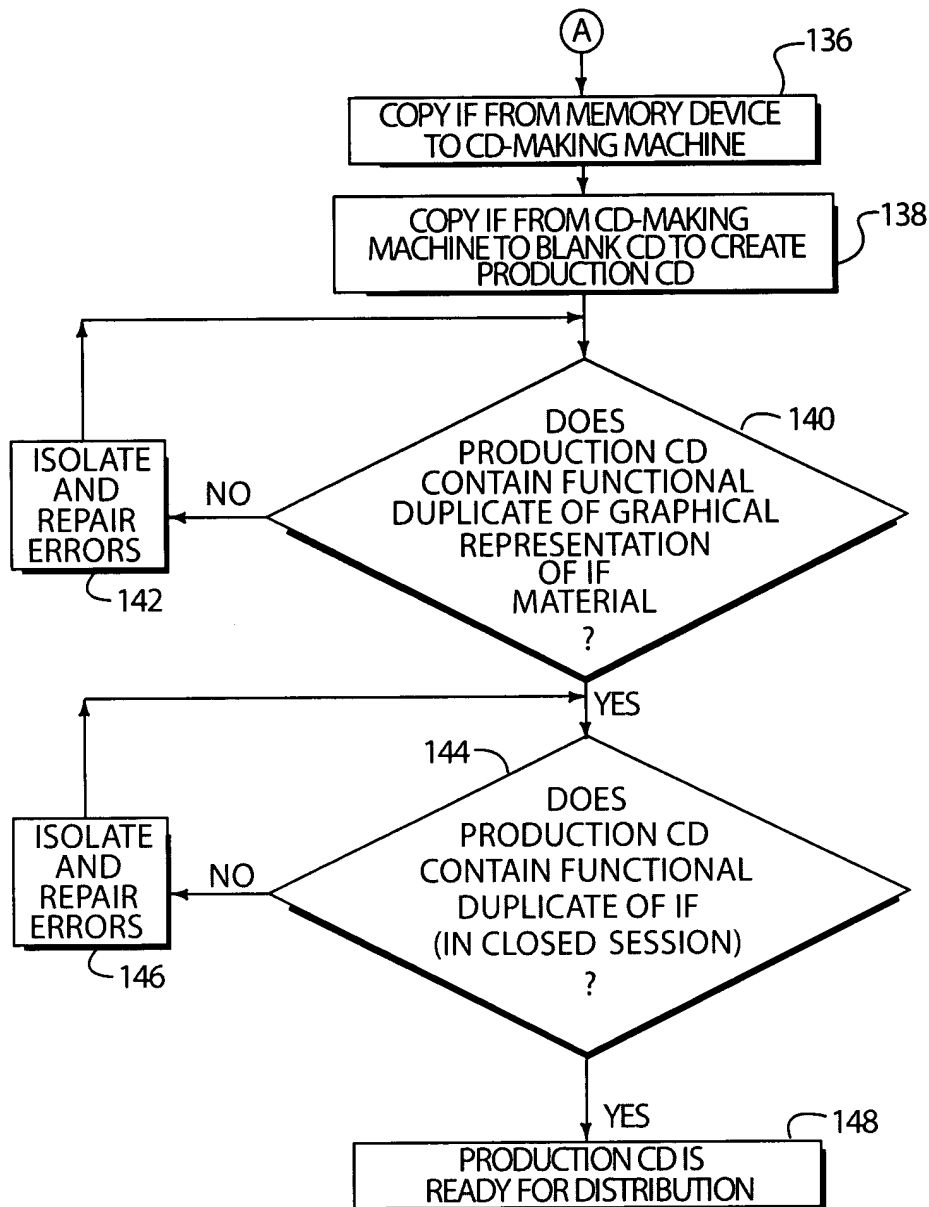 A
136
COPY IF FROM MEMORY DEVICE
TO CD-MAKING MACHINE
COPY IF FROM CD-MAKING
MACHINE TO BLANK CD TO CREATE
PRODUCTION CD
138
DOES
PRODUCTION CD
CONTAIN FUNCTIONAL
DUPLICATE OF GRAPHICAL
REPRESENTATION
OF IF
MATERIAL
?
140
NO
ISOLATE
AND
REPAIR
ERRORS
142
YES
144
DOES
PRODUCTION CD
CONTAIN FUNCTIONAL
DUPLICATE OF IF
(IN CLOSED SESSION)
?
NO
ISOLATE
AND
REPAIR
ERRORS
146
YES
148
PRODUCTION CD IS
READY FOR DISTRIBUTION